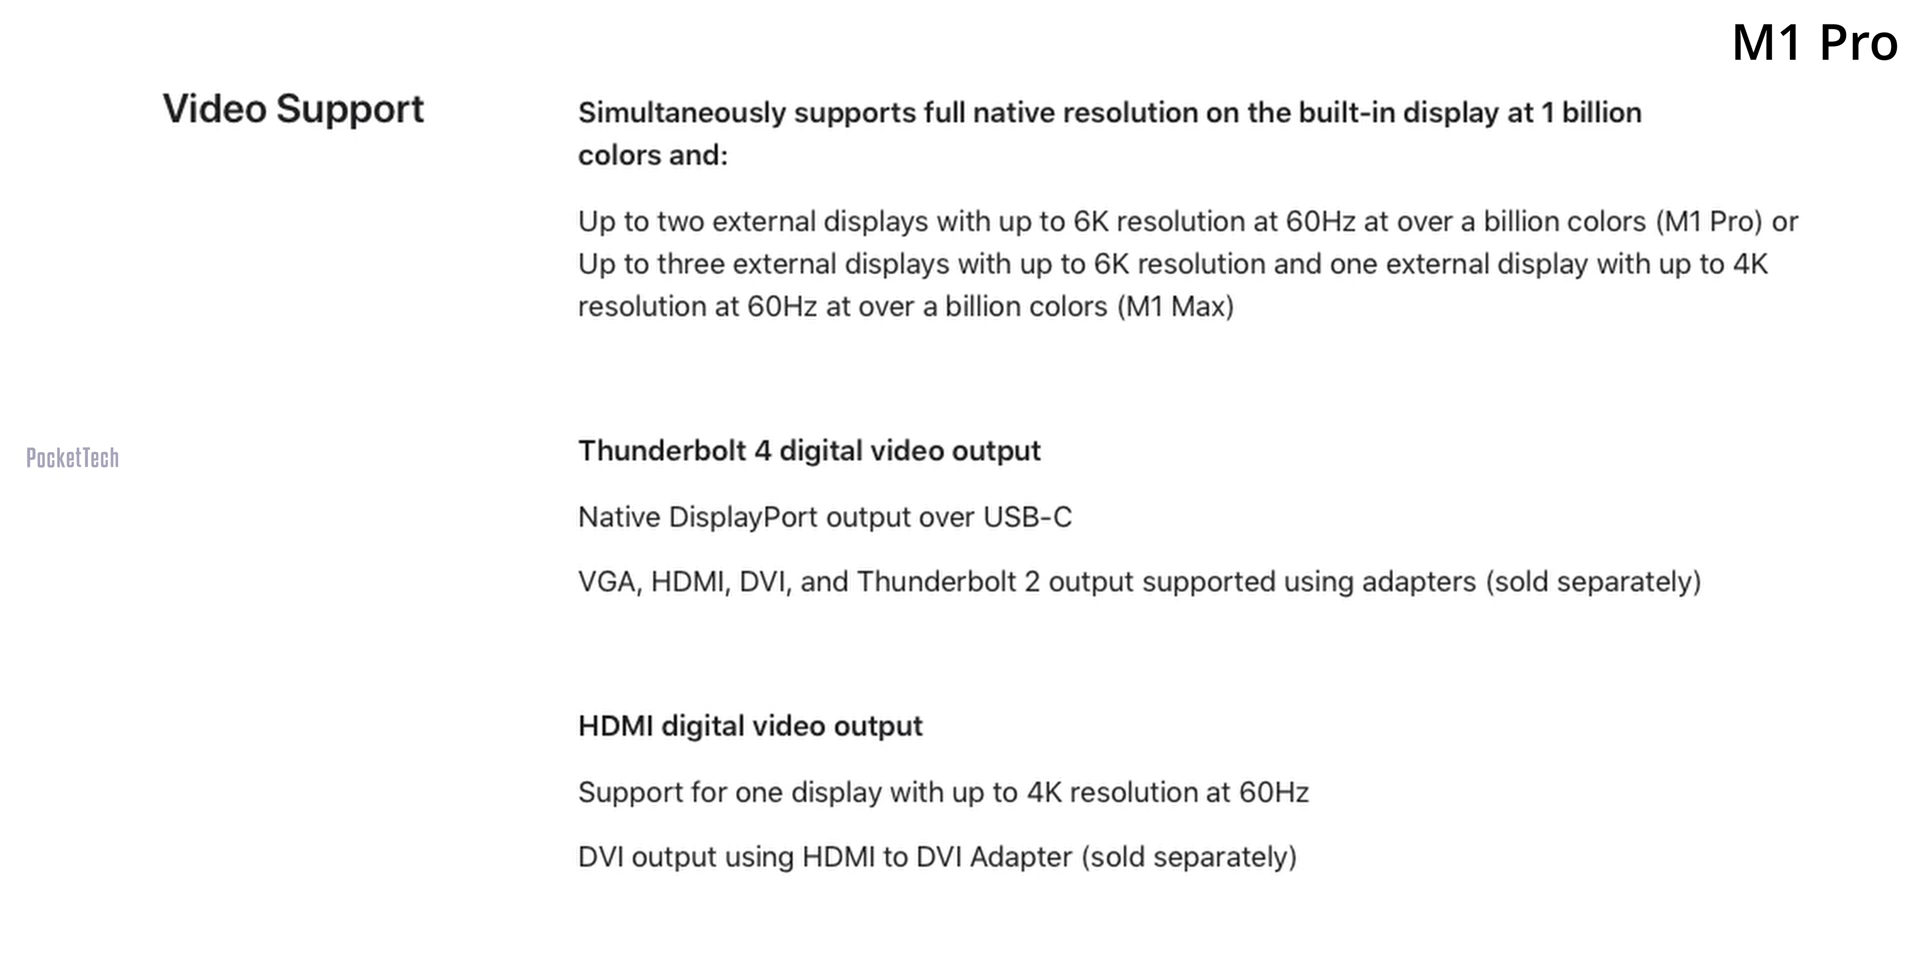 M1 Pro
Video Support
Simultaneously supports full native resolution on the built-in display at 1 billion
colors and:
Up to two external displays with up to 6K resolution at 60Hz at over a billion colors (M1 Pro) or
Up to three external displays with up to 6K resolution and one external display with up to 4K
resolution at 60Hz at over a billion colors (M1 Max)
PocketTech
Thunderbolt 4 digital video output
Native DisplayPort output over USB-C
VGA, HDMI, DVI, and Thunderbolt 2 output supported using adapters (sold separately)
HDMI digital video output
Support for one display with up to 4K resolution at 60Hz
DVI output using HDMI to DVI Adapter (sold separately)